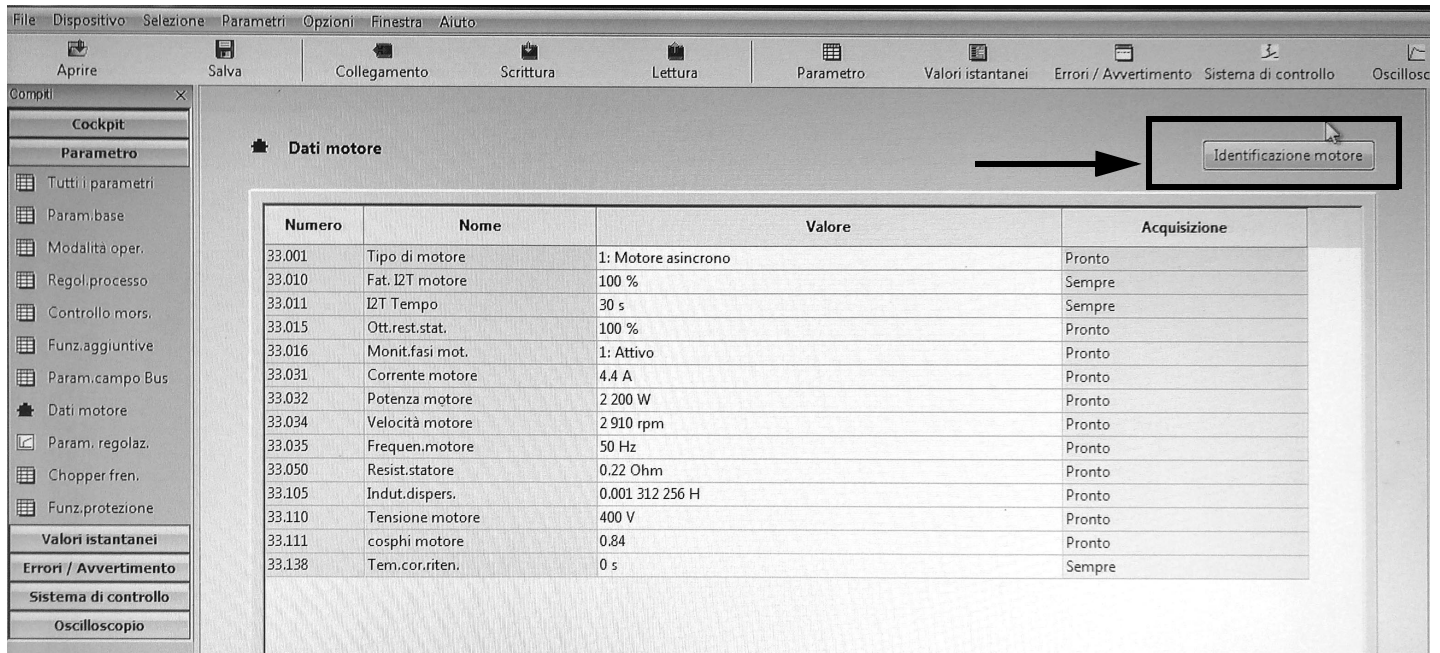 File Dispositivo Selezione Parametri Opzioni Finestra Aiuto
Aprire Salva Collegamento Scrittura Lettura Parametro Valori istantanei Errori / Avvertimento Sistema di controllo Oscillosc
Compiti
Cockpit
Parametro
Tutti i parametri
Param.base
Modalità oper.
Regol.processo
Controllo mors.
Funz.aggiuntive
Param.campo Bus
Dati motore
Param. regolaz.
Chopper fren.
Funz.protezione
Valori istantanei
Errori / Avvertimento
Sistema di controllo
Oscilloscopio
Dati motore
Identificazione motore
Numero Nome Valore Acquisizione
33.001 Tipo di motore 1: Motore asincrono Pronto
33.010 Fat. I2T motore 100 % Sempre
33.011 I2T Tempo 30 s Sempre
33.015 Ott.rest.stat. 100 % Pronto
33.016 Monit.fasi mot. 1: Attivo Pronto
33.031 Corrente motore 4.4 A Pronto
33.032 Potenza motore 2 200 W Pronto
33.034 Velocità motore 2 910 rpm Pronto
33.035 Frequen.motore 50 Hz Pronto
33.050 Resist.statore 0.22 Ohm Pronto
33.105 Indut.dispers. 0.001 312 256 H Pronto
33.110 Tensione motore 400 V Pronto
33.111 cosphi motore 0.84 Pronto
33.138 Tem.cor.riten. 0 s Sempre